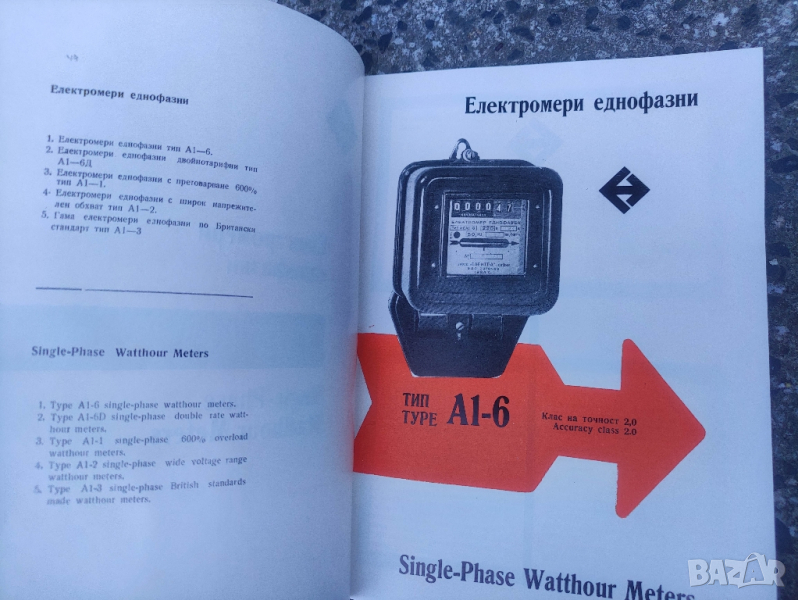 Електромери еднофазни
1. Електромери еднофазни тип А1—6.
2. Електромери еднофазни двойнотарифни тип
А1—6Д
3. Електромери еднофазни с претоварване 600%
тип А1—1.
4. Електромери еднофазни с широк напрежите-
лен обхват тип А1—2.
5. Гама електромери еднофазни по Британски
стандарт тип А1—3
Single-Phase Watthour Meters
1. Type A1-6 single-phase watthour meters.
2. Type A1-6D single-phase double rate watt-
hour meters.
3. Type A1-1 single-phase 600% overload
watthour meters.
4. Type A1-2 single-phase wide voltage range
watthour meters.
5. Type A1-3 single-phase British standards
made watthour meters.
Електромери еднофазни
0000 47
ЕЛЕКТРОМЕР ЕДНОФАЗЕН
ТИП
TYPE A1-6
Клас на точност 2,0
Accuracy class 2.0
Single-Phase Watthour Meters
BAZAR